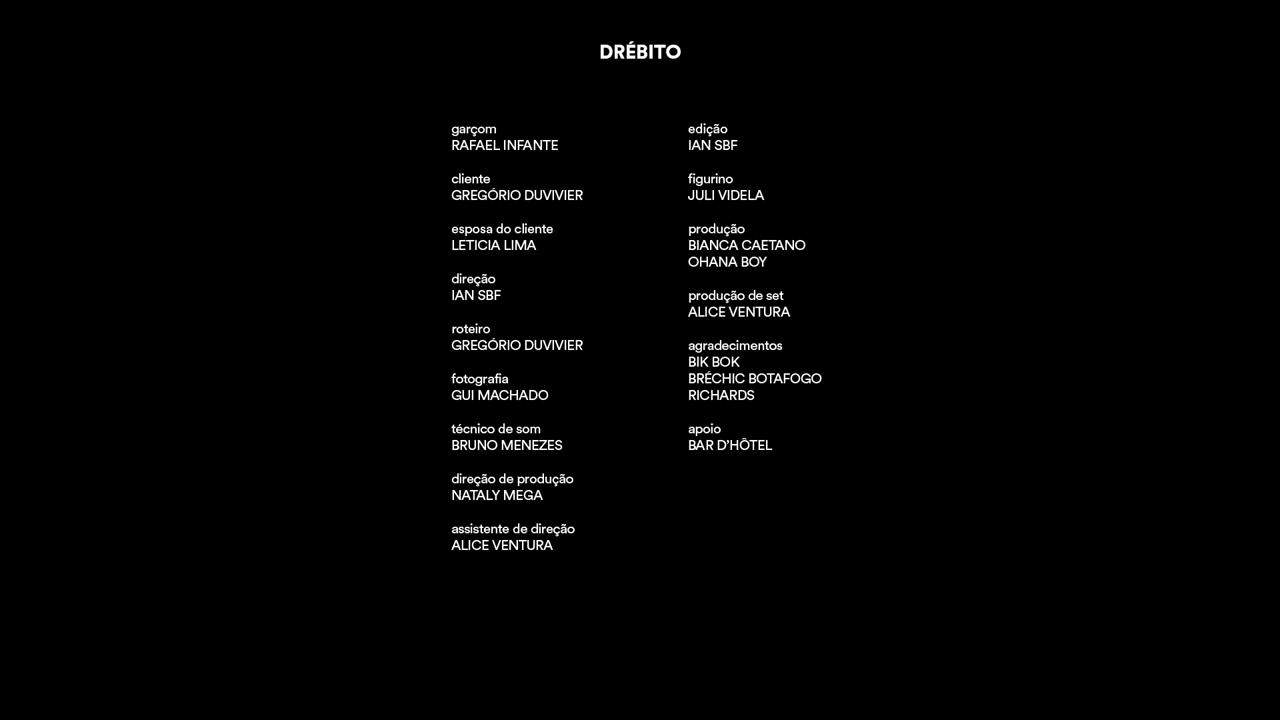 DRÉBITO
garçom
RAFAEL INFANTE
cliente
GREGÓRIO DUVIVIER
esposa do cliente
LETICIA LIMA
direção
IAN SBF
roteiro
GREGÓRIO DUVIVIER
fotografia
GUI MACHADO
técnico de som
BRUNO MENEZES
direção de produção
NATALY MEGA
assistente de direção
ALICE VENTURA
edição
IAN SBF
figurino
JULI VIDELA
produção
BIANCA CAETANO
OHANA BOY
produção de set
ALICE VENTURA
agradecimentos
BIK BOK
BRÉCHIC BOTAFOGO
RICHARDS
apoio
BAR D'HÔTEL